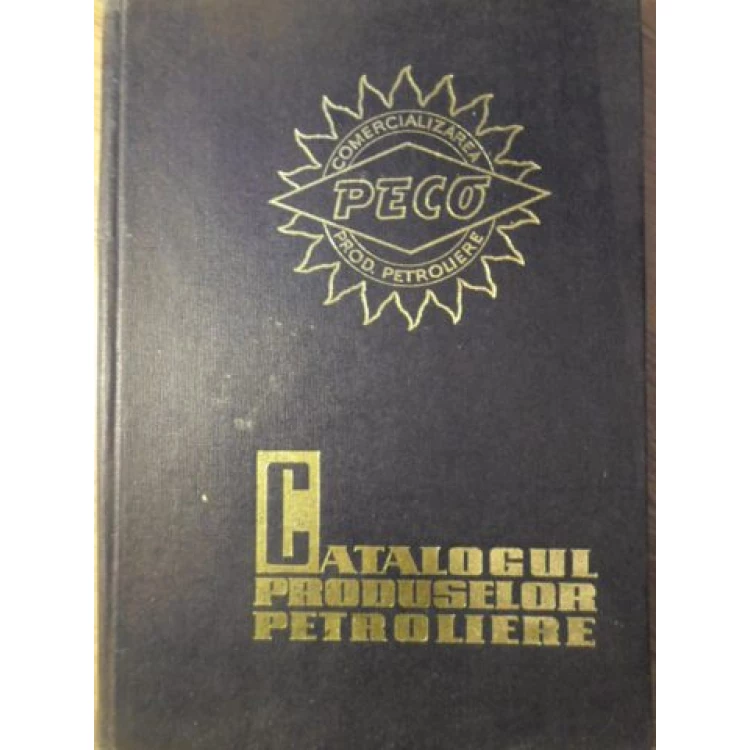 COMERCIALIZAREA
PECO
PROD. PETROLIERE
CATALOGUL
PRODUSELOR
PETROLIERE